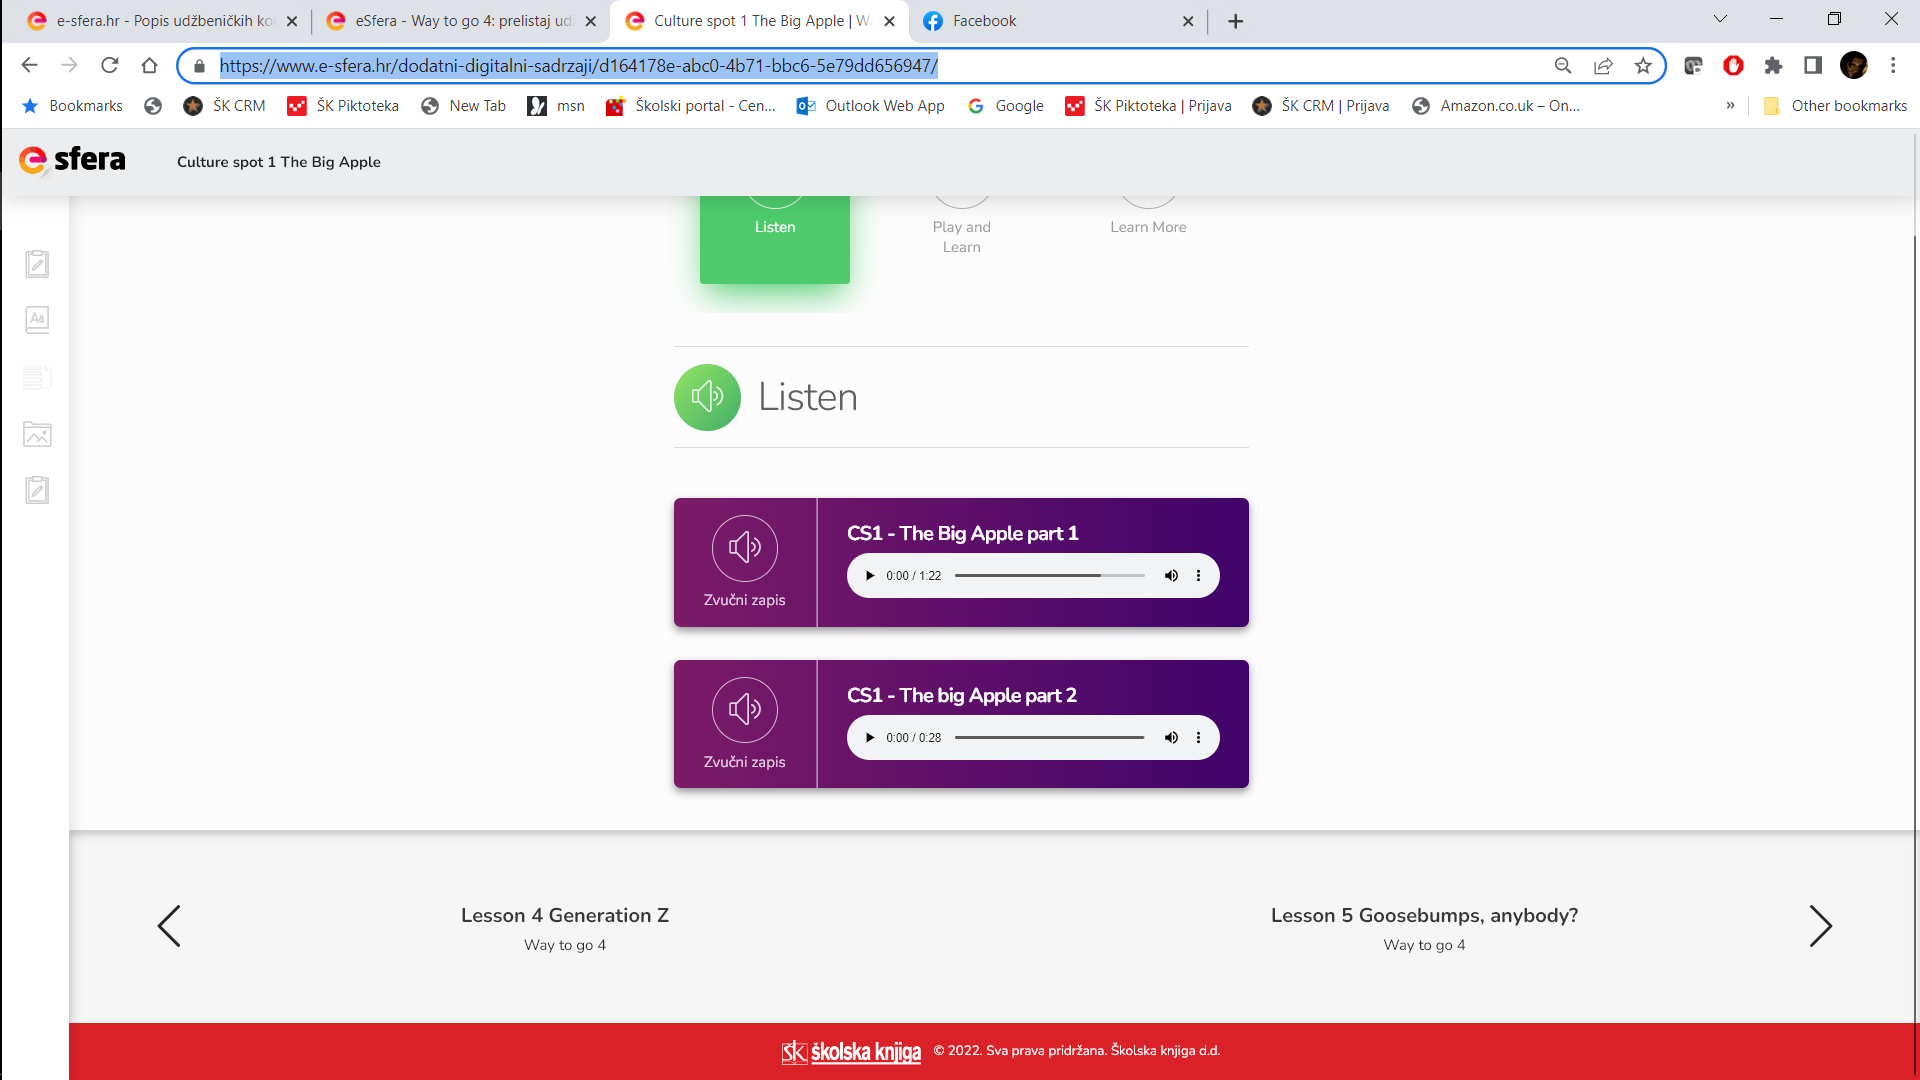 e-sfera.hr - Popis udžbeničkih ko
eSfera - Way to go 4: prelistaj ud
Culture spot 1 The Big Apple | W
Facebook
https://www.e-sfera.hr/dodatni-digitalni-sadrzaji/d164178e-abc0-4b71-bbc6-5e79dd656947/
Bookmarks
ŠK CRM
ŠK Piktoteka
New Tab
msn
Školski portal - Cen...
Outlook Web App
Google
ŠK Piktoteka | Prijava
ŠK CRM | Prijava
Amazon.co.uk – On...
»
Other bookmarks
e sfera
Culture spot 1 The Big Apple
Listen
Play and
Learn
Learn More
Aa
Listen
CS1 - The Big Apple part 1
0:00 / 1:22
Zvučni zapis
CS1 - The big Apple part 2
0:00 / 0:28
Zvučni zapis
Lesson 4 Generation Z
Way to go 4
Lesson 5 Goosebumps, anybody?
Way to go 4
ŠK školska knjiga
© 2022. Sva prava pridržana. Školska knjiga d.d.